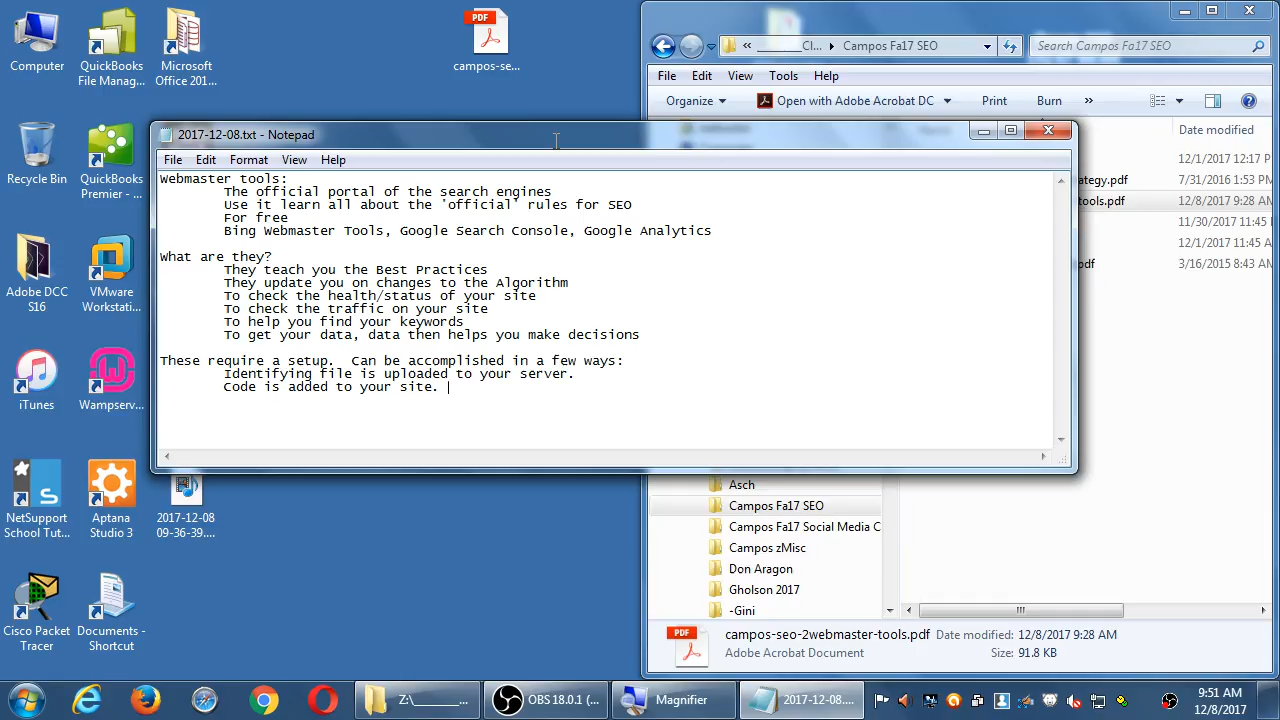 Computer
QuickBooks
File Manag...
Microsoft
Office 201...
PDF
campos-se...
Recycle Bin
QuickBooks
Premier - ...
Adobe DCC
S16
VMware
Workstati...
iTunes
Wampserv...
NetSupport
School Tut...
Aptana
Studio 3
2017-12-08
09-36-39....
Cisco Packet
Tracer
Documents -
Shortcut
2017-12-08.txt - Notepad
File Edit Format View Help
Webmaster tools:
The official portal of the search engines
Use it learn all about the 'official' rules for SEO
For free
Bing Webmaster Tools, Google Search Console, Google Analytics
What are they?
They teach you the Best Practices
They update you on changes to the Algorithm
To check the health/status of your site
To check the traffic on your site
To help you find your keywords
To get your data, data then helps you make decisions
These require a setup.  Can be accomplished in a few ways:
Identifying file is uploaded to your server.
Code is added to your site.
« _______Cl... ▸ Campos Fa17 SEO
Search Campos Fa17 SEO
File Edit View Tools Help
Organize Open with Adobe Acrobat DC Print Burn »
Date modified
12/1/2017 12:17 P
ategy.pdf 7/31/2016 1:53 PM
tools.pdf 12/8/2017 9:28 AM
11/30/2017 11:45
12/1/2017 11:45 A
pdf 3/16/2015 8:43 AM
Asch
Campos Fa17 SEO
Campos Fa17 Social Media C
Campos zMisc
Don Aragon
Gholson 2017
-Gini
PDF
campos-seo-2webmaster-tools.pdf Date modified: 12/8/2017 9:28 AM
Adobe Acrobat Document Size: 91.8 KB
Z:\_______...
OBS 18.0.1 (...
Magnifier
2017-12-08....
9:51 AM
12/8/2017